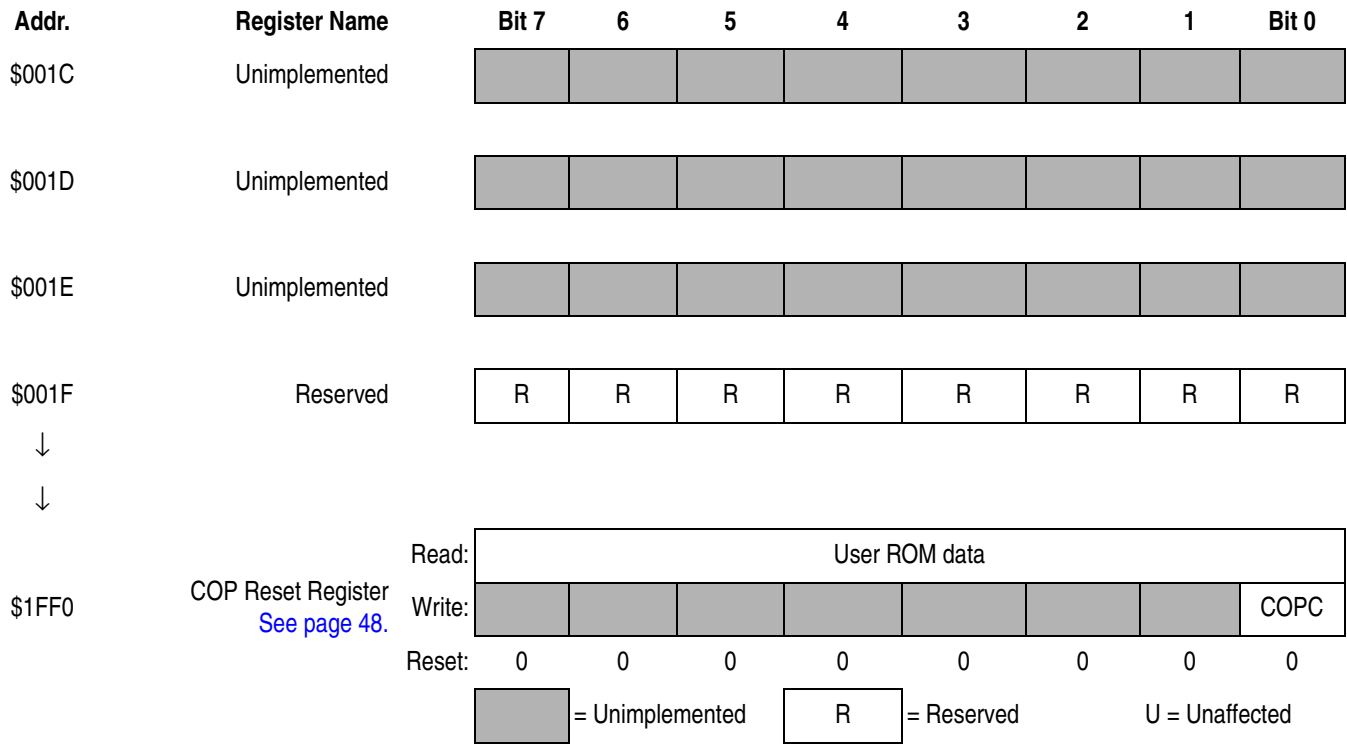 Addr. Register Name Bit 7 6 5 4 3 2 1 Bit 0
$001C Unimplemented
$001D Unimplemented
$001E Unimplemented
$001F Reserved R R R R R R R R
↓
↓
Read: User ROM data
$1FF0 COP Reset Register Write: COPC
See page 48.
Reset: 0 0 0 0 0 0 0 0
= Unimplemented R = Reserved U = Unaffected